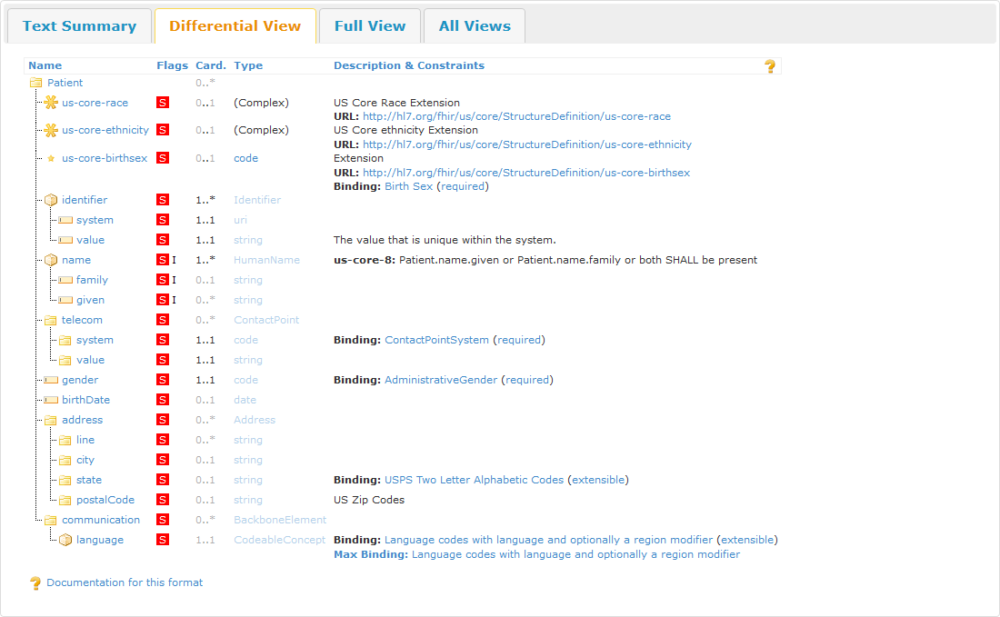 Text Summary Differential View Full View All Views
Name Flags Card. Type Description & Constraints ?
Patient 0..*
us-core-race S 0..1 (Complex) US Core Race Extension
URL: http://hl7.org/fhir/us/core/StructureDefinition/us-core-race
us-core-ethnicity S 0..1 (Complex) US Core ethnicity Extension
URL: http://hl7.org/fhir/us/core/StructureDefinition/us-core-ethnicity
us-core-birthsex S 0..1 code Extension
URL: http://hl7.org/fhir/us/core/StructureDefinition/us-core-birthsex
Binding: Birth Sex (required)
identifier S 1..* Identifier
system S 1..1 uri
value S 1..1 string The value that is unique within the system.
name S I 1..* HumanName us-core-8: Patient.name.given or Patient.name.family or both SHALL be present
family S I 0..1 string
given S I 0..* string
telecom S 0..* ContactPoint
system S 1..1 code Binding: ContactPointSystem (required)
value S 1..1 string
gender S 1..1 code Binding: AdministrativeGender (required)
birthDate S 0..1 date
address S 0..* Address
line S 0..* string
city S 0..1 string
state S 0..1 string Binding: USPS Two Letter Alphabetic Codes (extensible)
postalCode S 0..1 string US Zip Codes
communication S 0..* BackboneElement
language S 1..1 CodeableConcept Binding: Language codes with language and optionally a region modifier (extensible)
Max Binding: Language codes with language and optionally a region modifier
? Documentation for this format